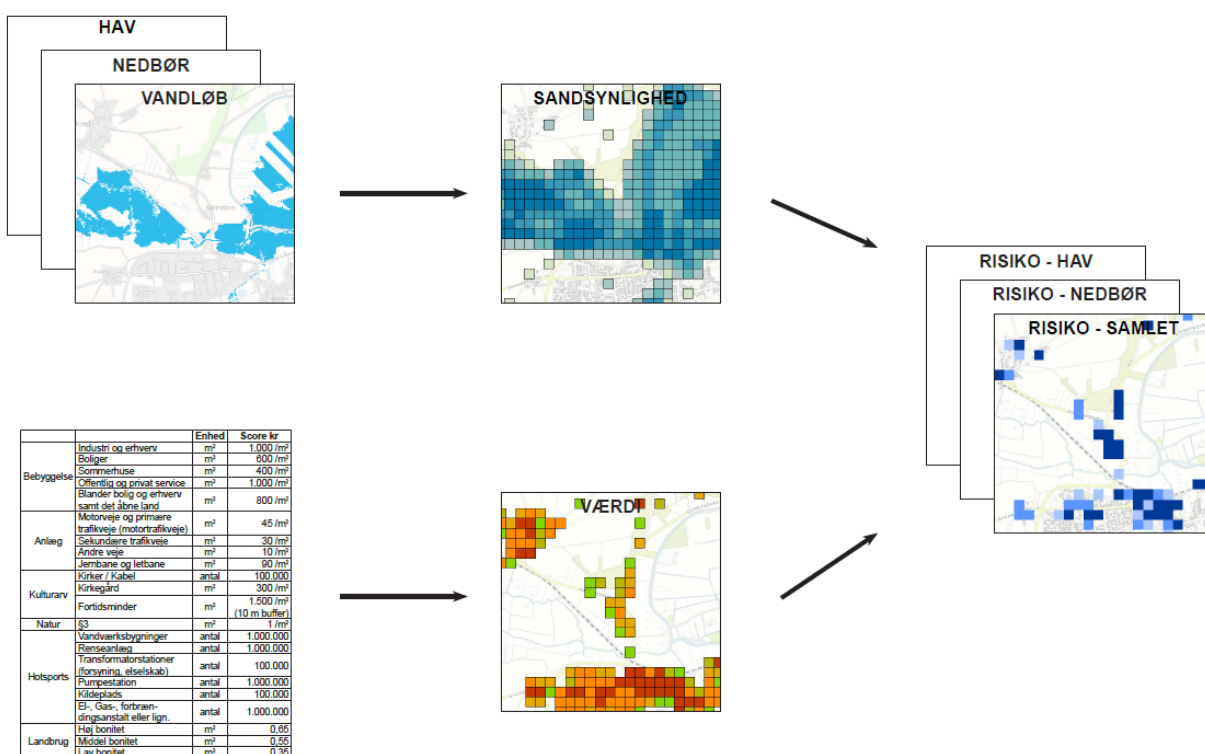 HAV
NEDBØR
VANDLØB
SANDSYNLIGHED
RISIKO - HAV
RISIKO - NEDBØR
RISIKO - SAMLET
VÆRDI
Enhed Score kr
Bebyggelse
Industri og erhverv m² 1.000 /m²
Boliger m² 600 /m²
Sommerhuse m² 400 /m²
Offentlig og privat service m² 1.000 /m²
Blander bolig og erhverv
samt det åbne land m² 800 /m²
Anlæg
Motorveje og primære
trafikveje (motortrafikveje) m² 45 /m²
Sekundære trafikveje m² 30 /m²
Andre veje m² 10 /m²
Jernbane og letbane m² 90 /m²
Kulturarv
Kirker / Kabel antal 100.000
Kirkegård m² 300 /m²
Fortidsminder m² 1.500 /m²
(10 m buffer)
Natur §3 m² 1 /m²
Hotsports
Vandværksbygninger antal 1.000.000
Renseanlæg antal 1.000.000
Transformatorstationer
(forsyning, elselskab) antal 100.000
Pumpestation antal 1.000.000
Kildeplads antal 100.000
El-, Gas-, forbræn-
dingsanstalt eller lign. antal 1.000.000
Landbrug
Høj bonitet m² 0,65
Middel bonitet m² 0,55
Lav bonitet m² 0,35